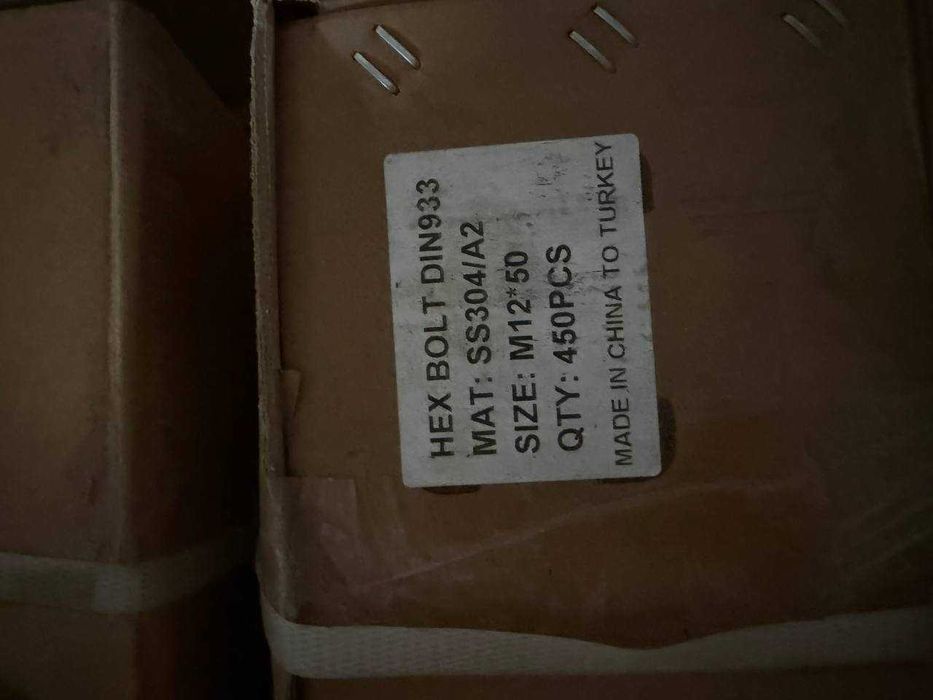 HEX BOLT DIN933
MAT: SS304/A2
SIZE: M12*50
QTY: 450PCS
MADE IN CHINA TO TURKEY